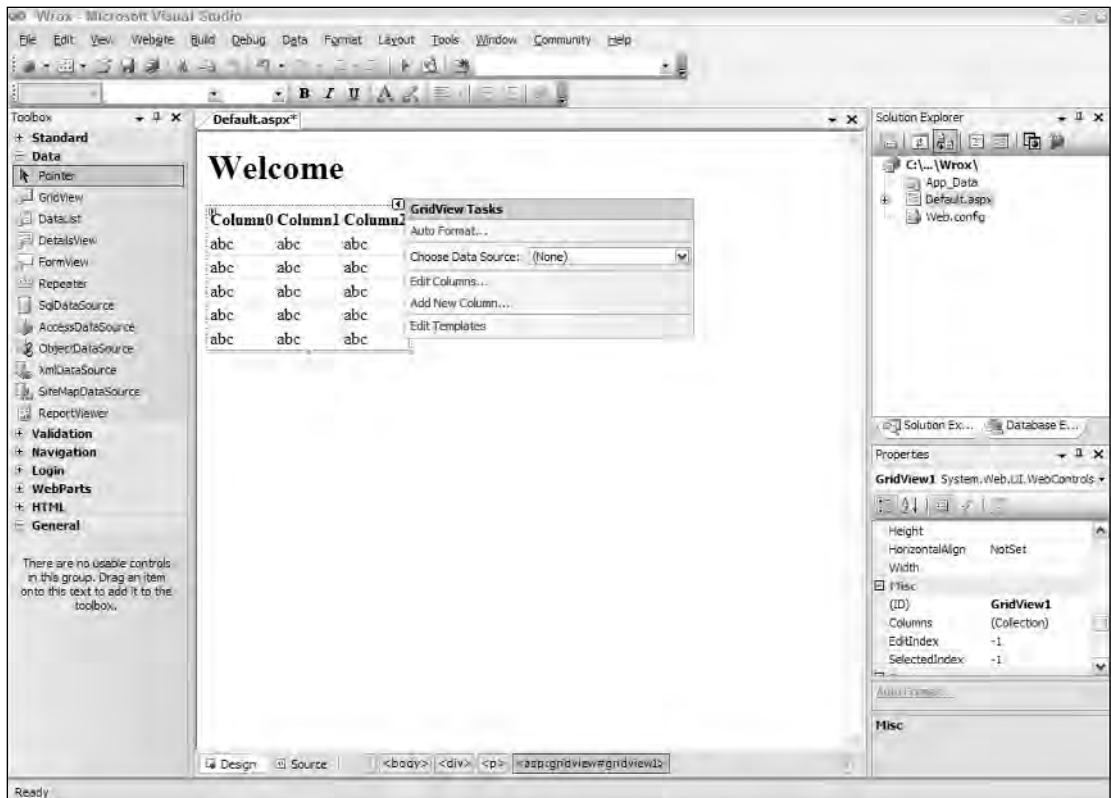 Wrox - Microsoft Visual Studio
File Edit View Website Build Debug Data Format Layout Tools Window Community Help
B I U A
Toolbox
Standard
Data
Pointer
GridView
DataList
DetailsView
FormView
Repeater
SqlDataSource
AccessDataSource
ObjectDataSource
XmlDataSource
SiteMapDataSource
ReportViewer
Validation
Navigation
Login
WebParts
HTML
General
There are no usable controls
in this group. Drag an item
onto this text to add it to the
toolbox.
Default.aspx*
Welcome
Column0 Column1 Column2
abc abc abc
abc abc abc
abc abc abc
abc abc abc
abc abc abc
GridView Tasks
Auto Format...
Choose Data Source: (None)
Edit Columns...
Add New Column...
Edit Templates
Design Source <body> <div> <p> <asp:gridview#gridview1>
Solution Explorer
C:\...\Wrox\
App_Data
Default.aspx
Web.config
Solution Ex... Database E...
Properties
GridView1 System.Web.UI.WebControls
Height
HorizontalAlign NotSet
Width
Misc
(ID) GridView1
Columns (Collection)
EditIndex -1
SelectedIndex -1
Auto Format...
Misc
Ready